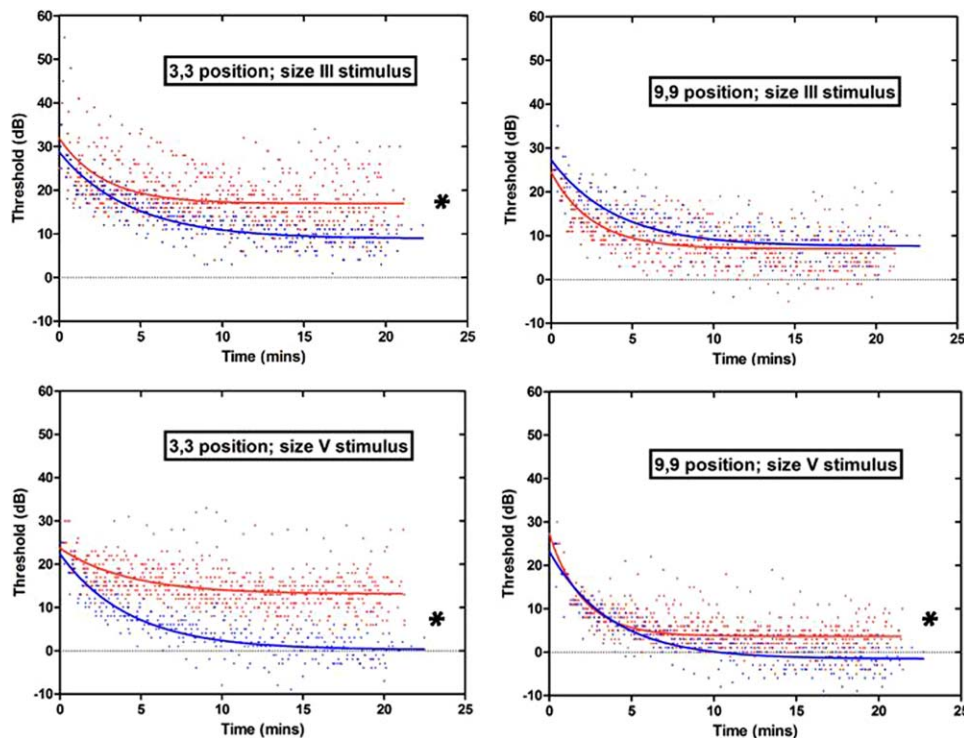 60
50
40
30
20
10
0
-10
Threshold (dB)
3,3 position; size III stimulus
*
0 5 10 15 20 25
Time (mins)
60
50
40
30
20
10
0
-10
Threshold (dB)
9,9 position; size III stimulus
0 5 10 15 20 25
Time (mins)
60
50
40
30
20
10
0
-10
Threshold (dB)
3,3 position; size V stimulus
*
0 5 10 15 20 25
Time (mins)
60
50
40
30
20
10
0
-10
Threshold (dB)
9,9 position; size V stimulus
*
0 5 10 15 20 25
Time (mins)